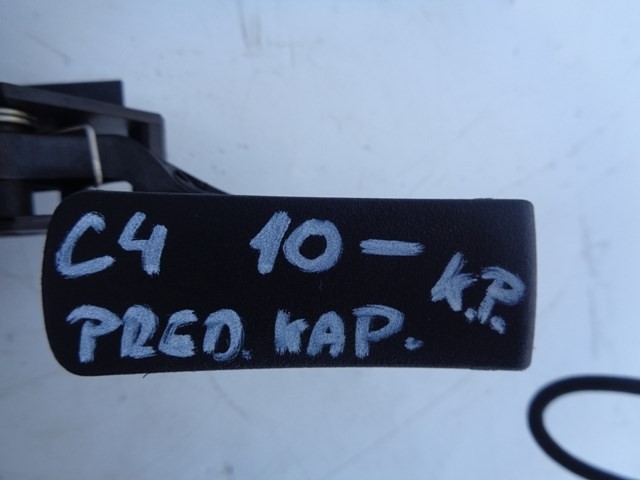 C4 10- K.P.
PRED. KAP.